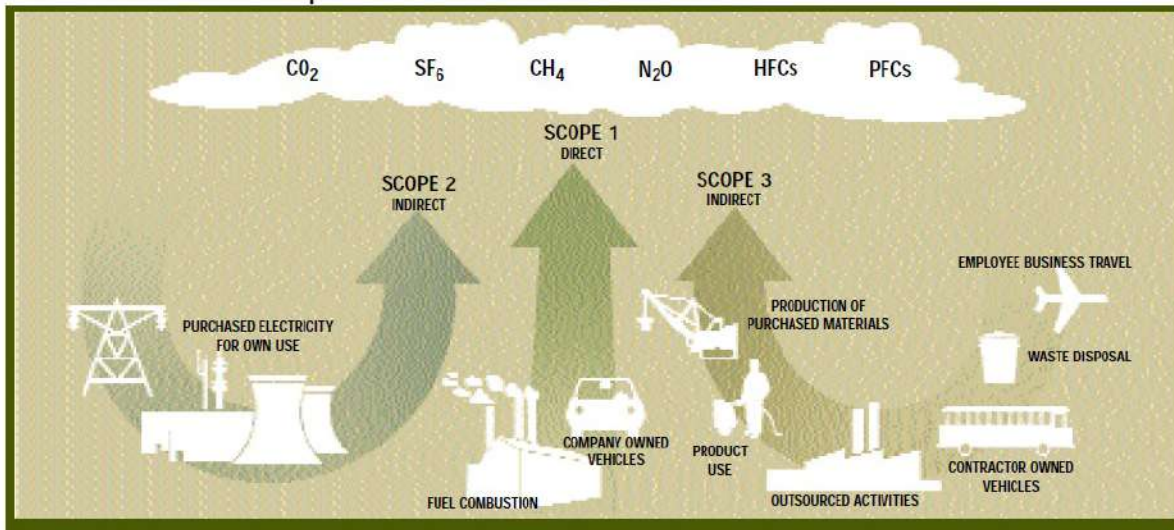 CO₂ SF₆ CH₄ N₂O HFCs PFCs
SCOPE 1
DIRECT
SCOPE 2
INDIRECT
SCOPE 3
INDIRECT
EMPLOYEE BUSINESS TRAVEL
PURCHASED ELECTRICITY
FOR OWN USE
PRODUCTION OF
PURCHASED MATERIALS
WASTE DISPOSAL
COMPANY OWNED
VEHICLES
PRODUCT
USE
CONTRACTOR OWNED
VEHICLES
FUEL COMBUSTION
OUTSOURCED ACTIVITIES